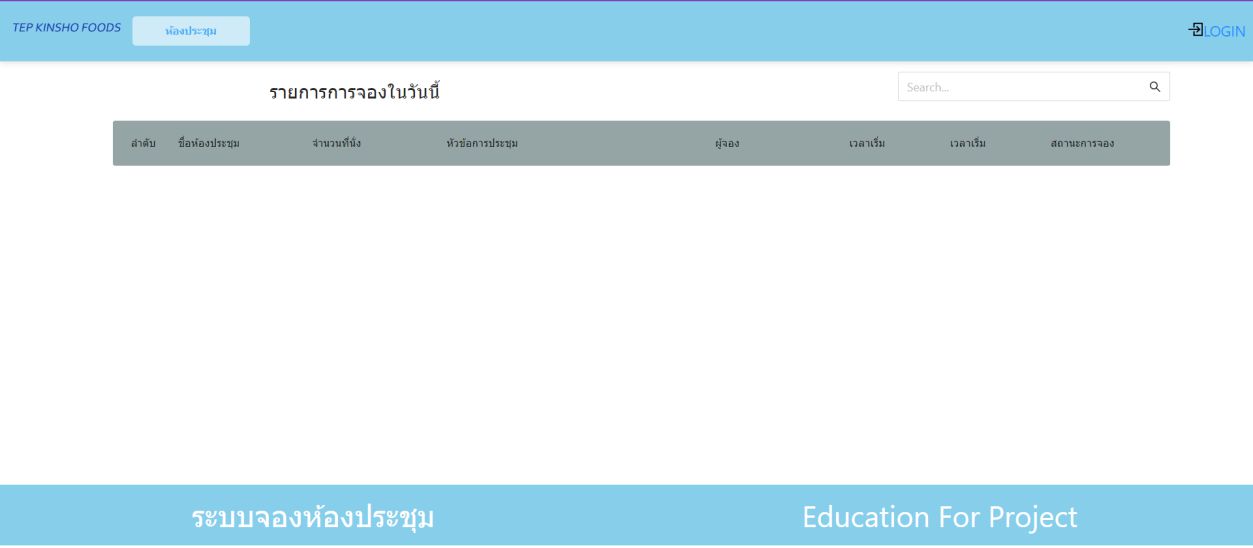 TEP KINSHO FOODS ห้องประชุม LOGIN
รายการการจองในวันนี้ Search...
ลำดับ ชื่อห้องประชุม จำนวนที่นั่ง หัวข้อการประชุม ผู้จอง เวลาเริ่ม เวลาเริ่ม สถานะการจอง
ระบบจองห้องประชุม Education For Project